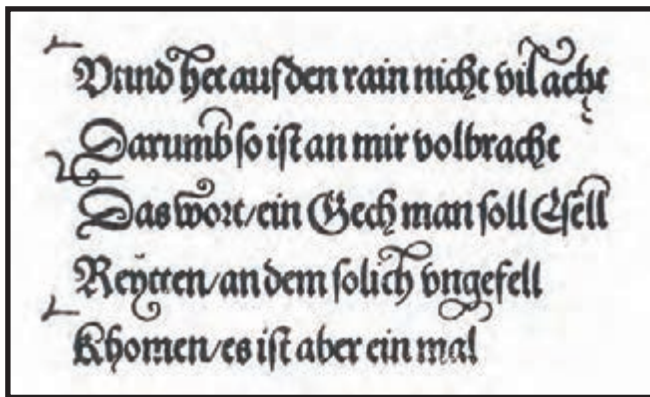 Vnnd het auf den rain nicht vil acht
Darumb so ist an mir volbracht
Das wort/ein Gech man soll Esell
Reytten/an dem solich vngefell
Khomen/es ist aber ein mal